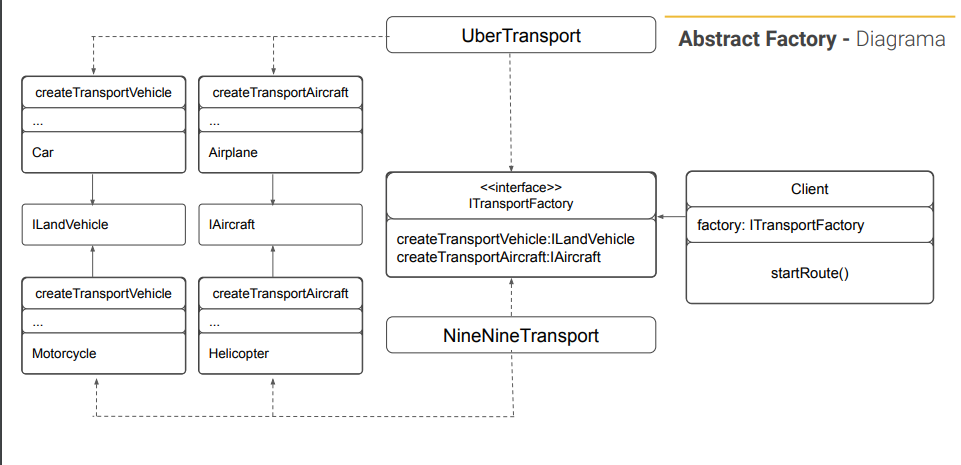 UberTransport
Abstract Factory - Diagrama
createTransportVehicle
...
Car
createTransportAircraft
...
Airplane
ILandVehicle
IAircraft
createTransportVehicle
...
Motorcycle
createTransportAircraft
...
Helicopter
<<interface>>
ITransportFactory
createTransportVehicle:ILandVehicle
createTransportAircraft:IAircraft
NineNineTransport
Client
factory: ITransportFactory
startRoute()